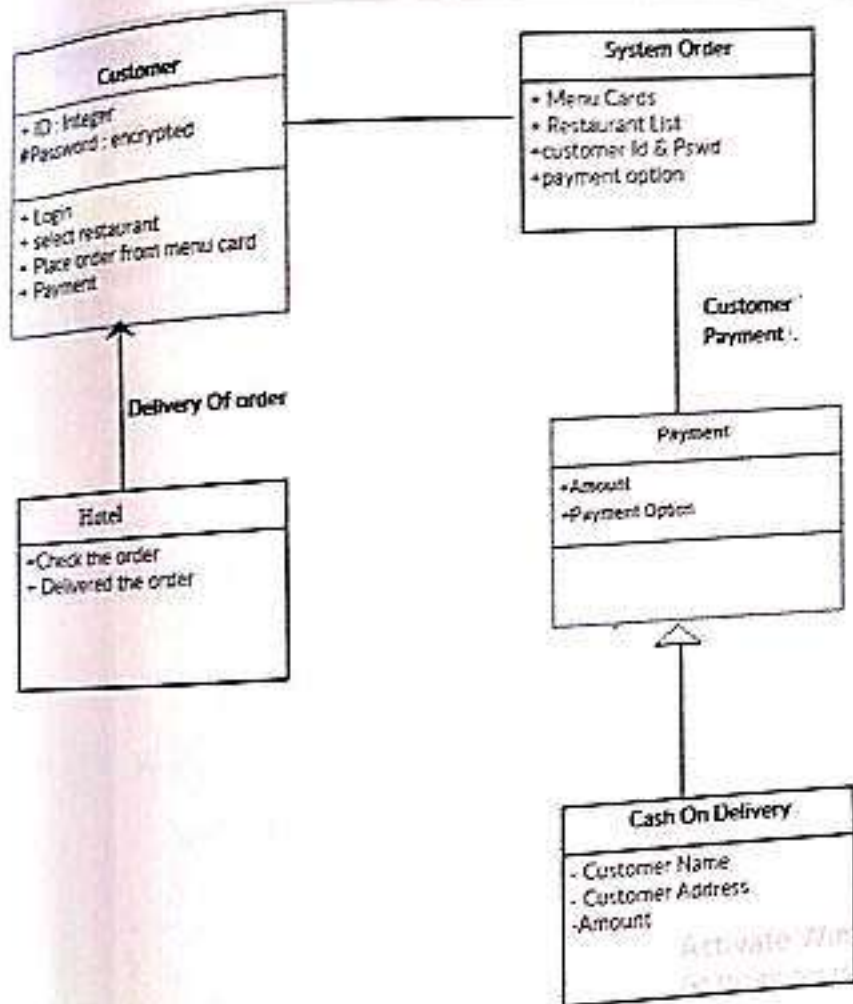 Customer
+ ID : Integer
#Password : encrypted
+ Login
+ select restaurant
+ Place order from menu card
+ Payment
System Order
+ Menu Cards
+ Restaurant List
+customer Id & Pswd
+payment option
Customer
Payment
Delivery Of order
Hotel
+Check the order
+ Delivered the order
Payment
+Amount
+Payment Option
Cash On Delivery
- Customer Name
- Customer Address
-Amount
Activate